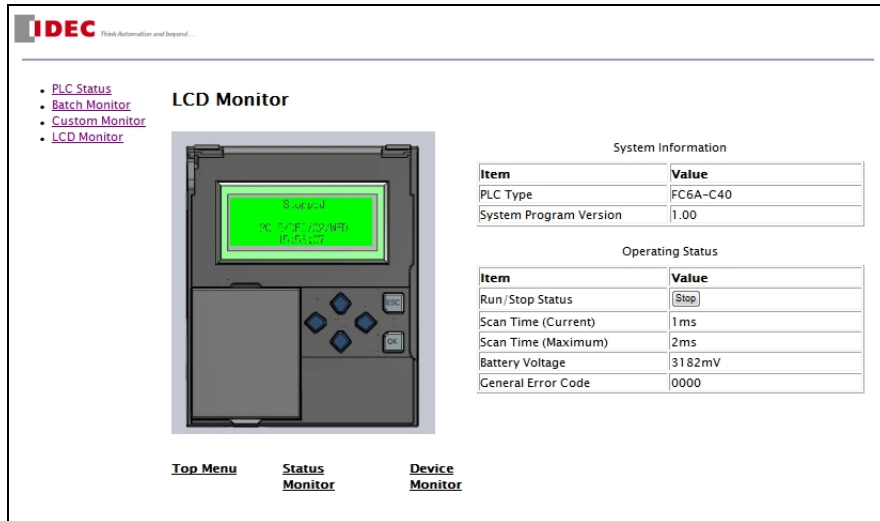 IDEC Think Automation and beyond...
PLC Status
Batch Monitor
Custom Monitor
LCD Monitor
LCD Monitor
Stopped
ESC
OK
Top Menu
Status
Monitor
Device
Monitor
System Information
Item Value
PLC Type FC6A-C40
System Program Version 1.00
Operating Status
Item Value
Run/Stop Status Stop
Scan Time (Current) 1ms
Scan Time (Maximum) 2ms
Battery Voltage 3182mV
General Error Code 0000